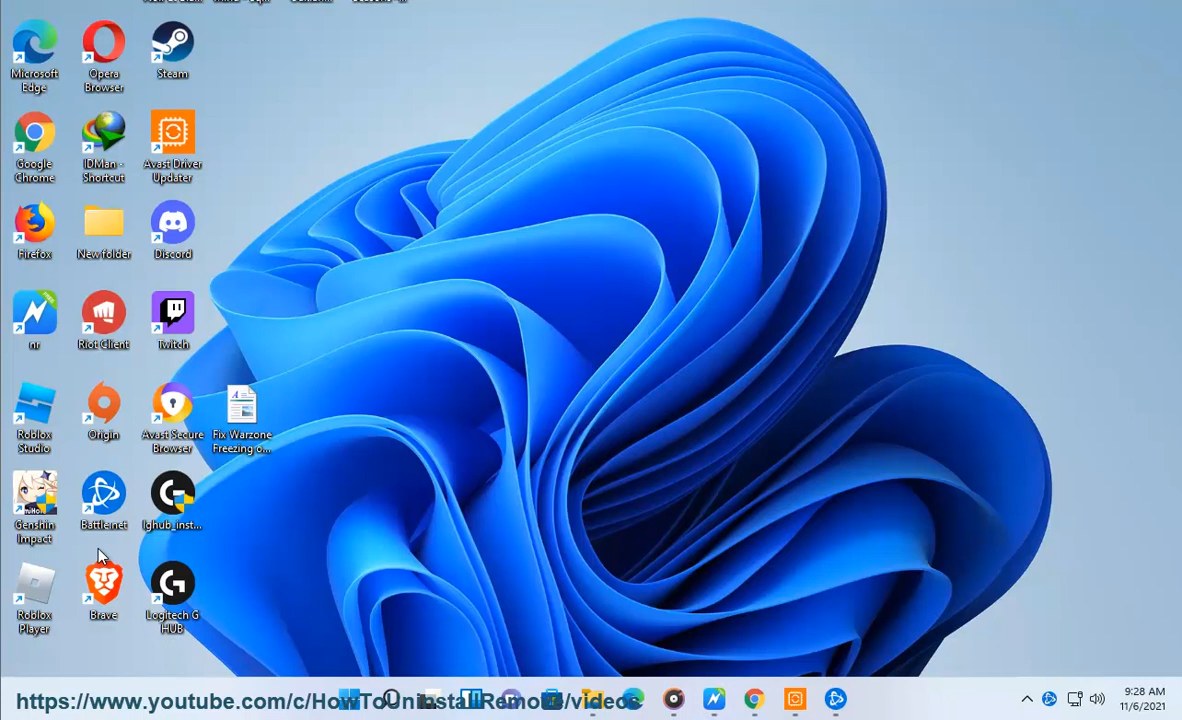 Microsoft
Edge
Opera
Browser
Steam
Google
Chrome
IDMan -
Shortcut
Avast Driver
Updater
Firefox
New folder
Discord
nr
Riot Client
Twitch
Roblox
Studio
Origin
Avast Secure
Browser
Fix Warzone
Freezing o...
Genshin
Impact
Battle.net
lghub_inst...
Roblox
Player
Brave
Logitech G
HUB
https://www.youtube.com/c/HowToUninstallRemove/videos
9:28 AM
11/6/2021